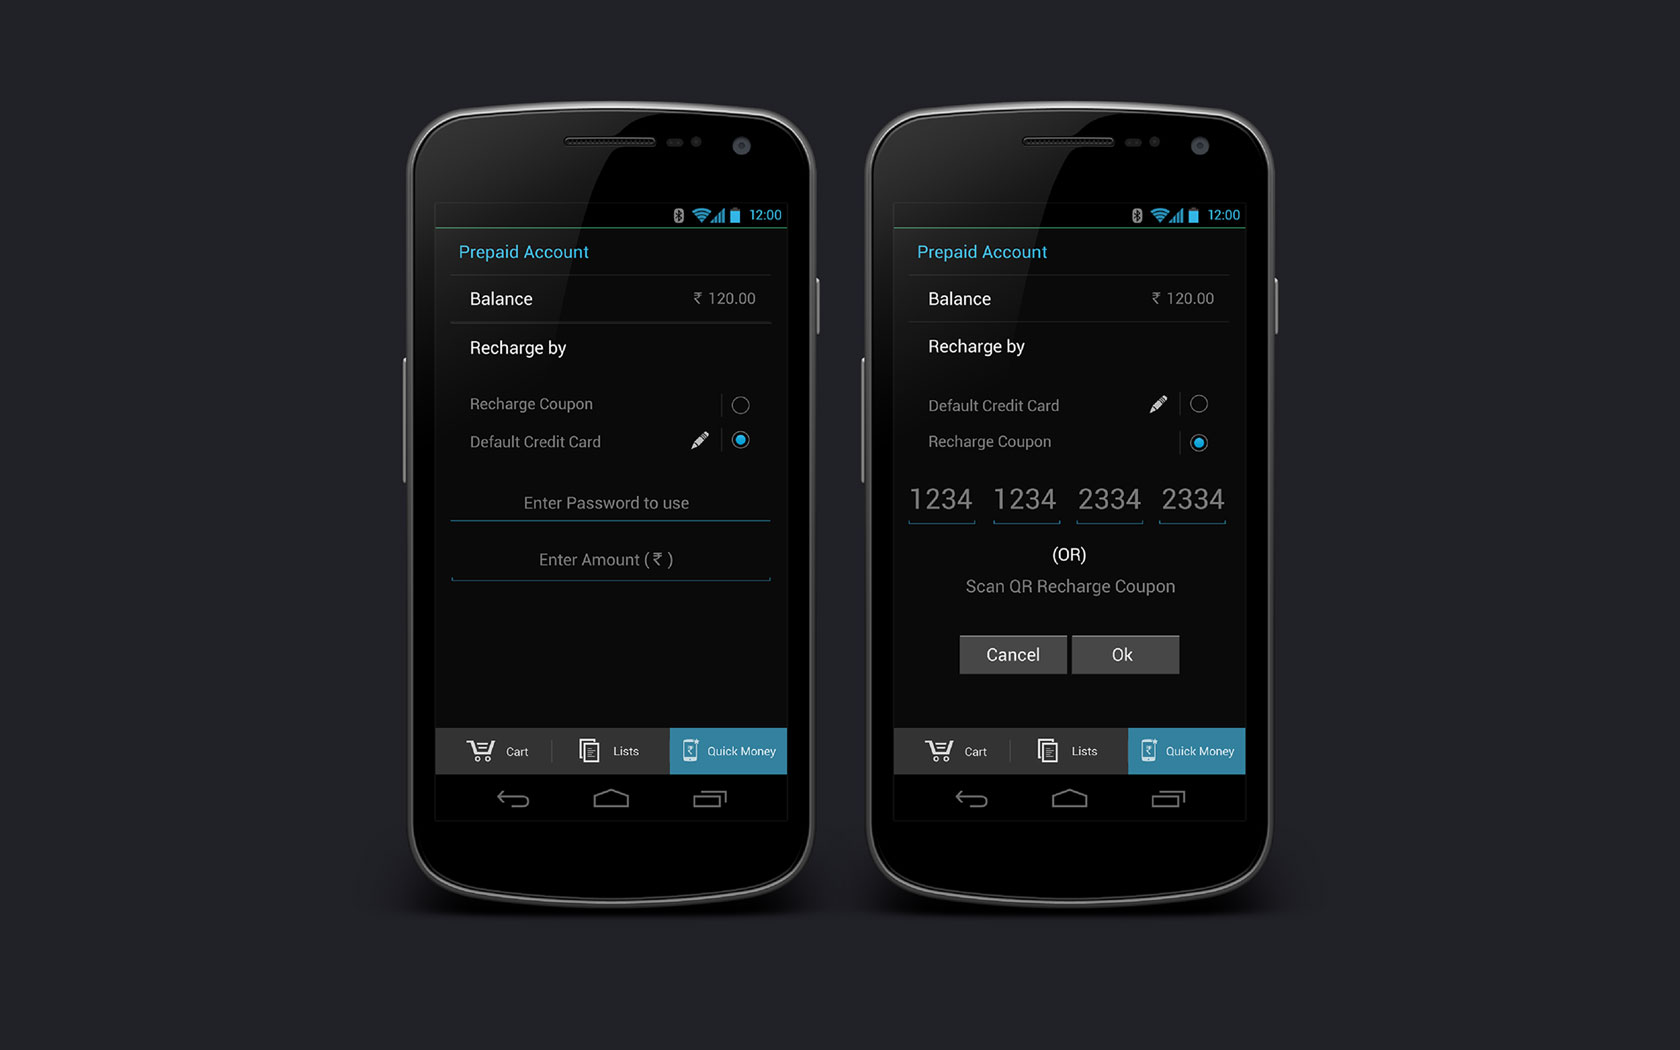 12:00
Prepaid Account
Balance ₹ 120.00
Recharge by
Recharge Coupon
Default Credit Card
Enter Password to use
Enter Amount ( ₹ )
Cart Lists Quick Money
12:00
Prepaid Account
Balance ₹ 120.00
Recharge by
Default Credit Card
Recharge Coupon
1234 1234 2334 2334
(OR)
Scan QR Recharge Coupon
Cancel Ok
Cart Lists Quick Money